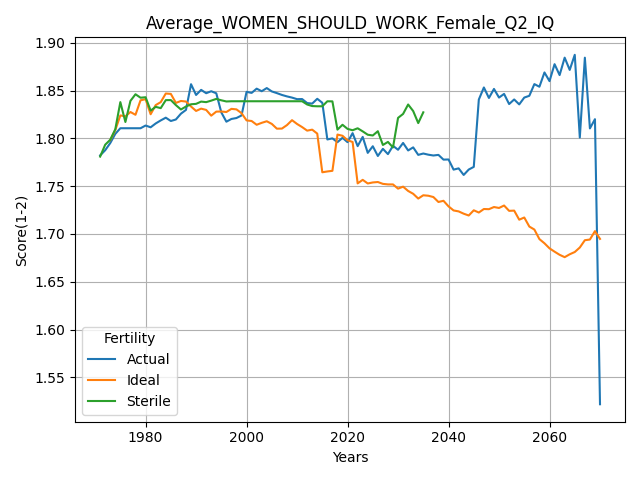 Average_WOMEN_SHOULD_WORK_Female_Q2_IQ
Score(1-2)
1.90
1.85
1.80
1.75
1.70
1.65
1.60
1.55
Fertility
Actual
Ideal
Sterile
1980
2000
2020
2040
2060
Years